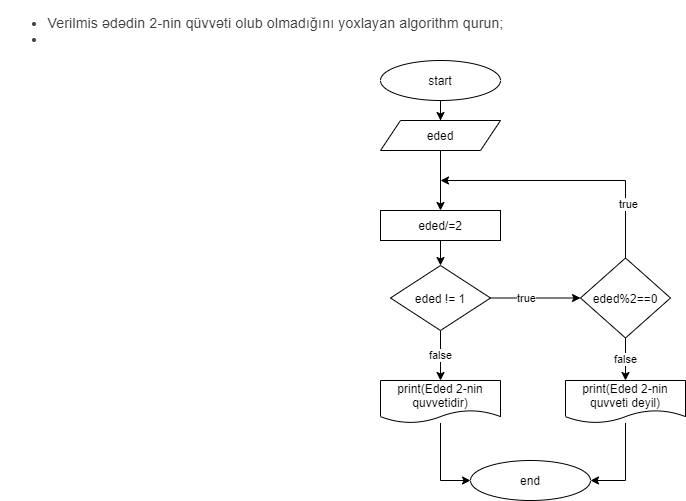 Verilmis ədədin 2-nin qüvvəti olub olmadığını yoxlayan algorithm qurun;
start
eded
true
eded/=2
eded != 1
true
eded%2==0
false
false
print(Eded 2-nin
quvvetidir)
print(Eded 2-nin
quvveti deyil)
end